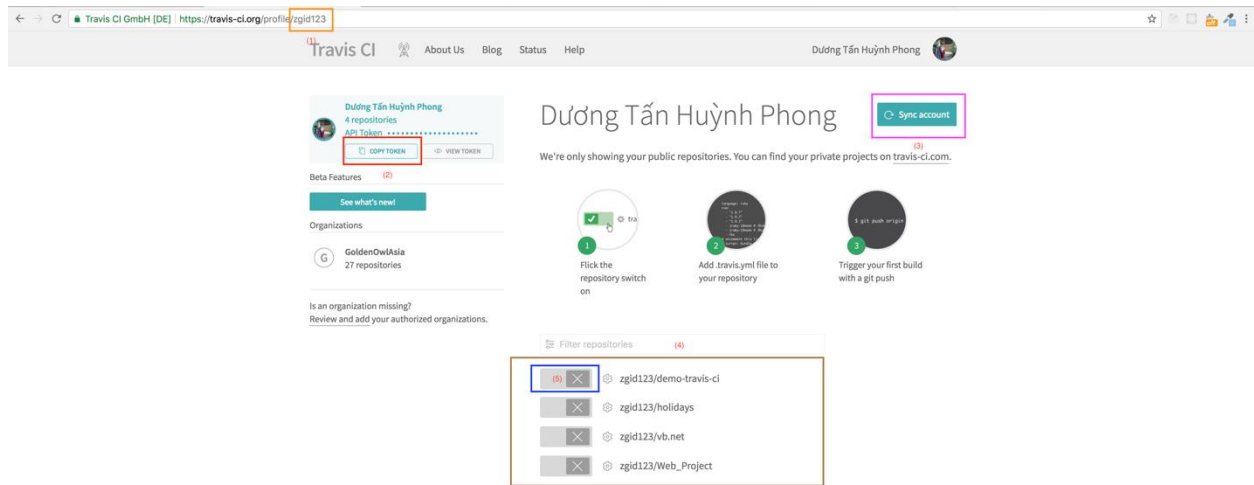 Travis CI GmbH [DE] | https://travis-ci.org/profile/zgid123
(1)
Travis CI About Us Blog Status Help Dương Tấn Huỳnh Phong
Dương Tấn Huỳnh Phong
4 repositories
API Token ••••••••••••••••••••
COPY TOKEN VIEW TOKEN
(2)
Beta Features
See what's new!
Organizations
G
GoldenOwlAsia
27 repositories
Is an organization missing?
Review and add your authorized organizations.
Dương Tấn Huỳnh Phong
Sync account
(3)
We're only showing your public repositories. You can find your private projects on travis-ci.com.
tra
1
Flick the
repository switch
on
2
Add .travis.yml file to
your repository
$ git push origin
3
Trigger your first build
with a git push
Filter repositories (4)
(5) zgid123/demo-travis-ci
zgid123/holidays
zgid123/vb.net
zgid123/Web_Project